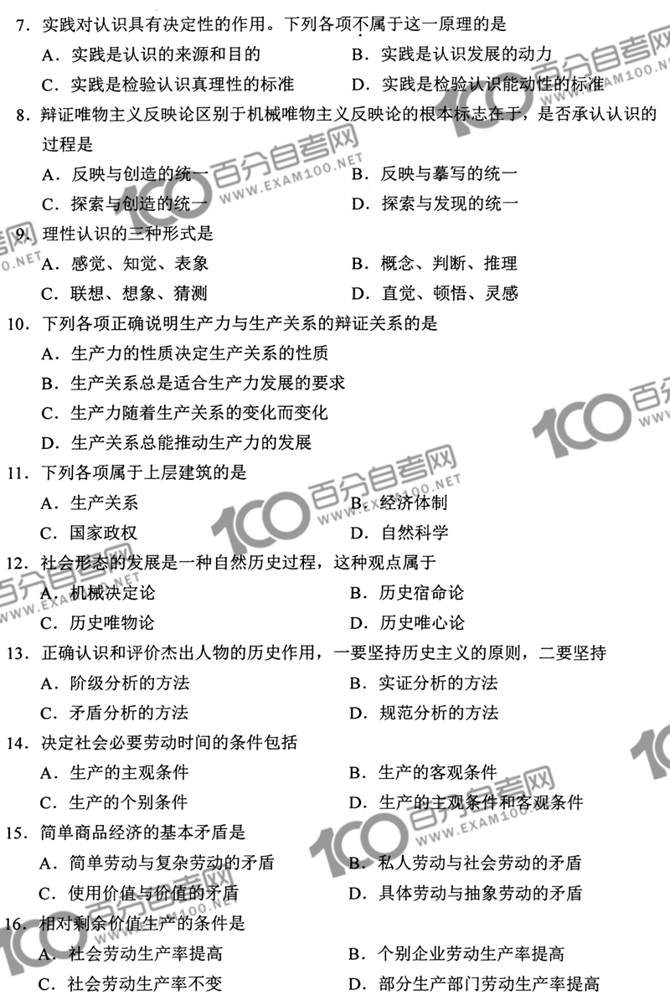 7．实践对认识具有决定性的作用。下列各项不属于这一原理的是
A．实践是认识的来源和目的 B．实践是认识发展的动力
C．实践是检验认识真理性的标准 D．实践是检验认识能动性的标准
8．辩证唯物主义反映论区别于机械唯物主义反映论的根本标志在于，是否承认认识的
过程是
A．反映与创造的统一 B．反映与摹写的统一
C．探索与创造的统一 D．探索与发现的统一
9．理性认识的三种形式是
A．感觉、知觉、表象 B．概念、判断、推理
C．联想、想象、猜测 D．直觉、顿悟、灵感
10．下列各项正确说明生产力与生产关系的辩证关系的是
A．生产力的性质决定生产关系的性质
B．生产关系总是适合生产力发展的要求
C．生产力随着生产关系的变化而变化
D．生产关系总能推动生产力的发展
11．下列各项属于上层建筑的是
A．生产关系 B．经济体制
C．国家政权 D．自然科学
12．社会形态的发展是一种自然历史过程，这种观点属于
A．机械决定论 B．历史宿命论
C．历史唯物论 D．历史唯心论
13．正确认识和评价杰出人物的历史作用，一要坚持历史主义的原则，二要坚持
A．阶级分析的方法 B．实证分析的方法
C．矛盾分析的方法 D．规范分析的方法
14．决定社会必要劳动时间的条件包括
A．生产的主观条件 B．生产的客观条件
C．生产的个别条件 D．生产的主观条件和客观条件
15．简单商品经济的基本矛盾是
A．简单劳动与复杂劳动的矛盾 B．私人劳动与社会劳动的矛盾
C．使用价值与价值的矛盾 D．具体劳动与抽象劳动的矛盾
16．相对剩余价值生产的条件是
A．社会劳动生产率提高 B．个别企业劳动生产率提高
C．社会劳动生产率不变 D．部分生产部门劳动生产率提高
100百分自考网
WWW.EXAM100.NET